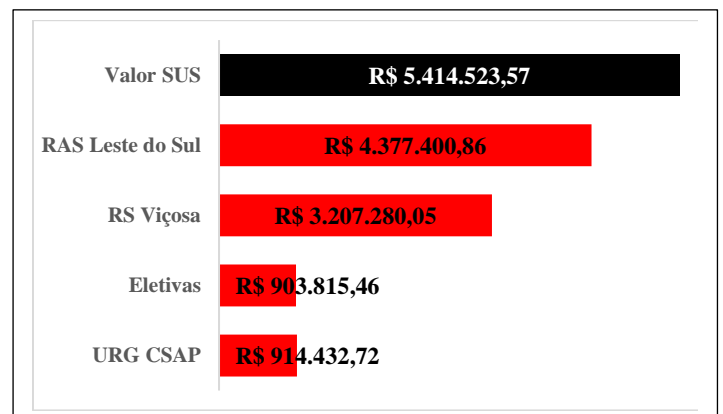 Valor SUS R$ 5.414.523,57
RAS Leste do Sul R$ 4.377.400,86
RS Viçosa R$ 3.207.280,05
Eletivas R$ 903.815,46
URG CSAP R$ 914.432,72